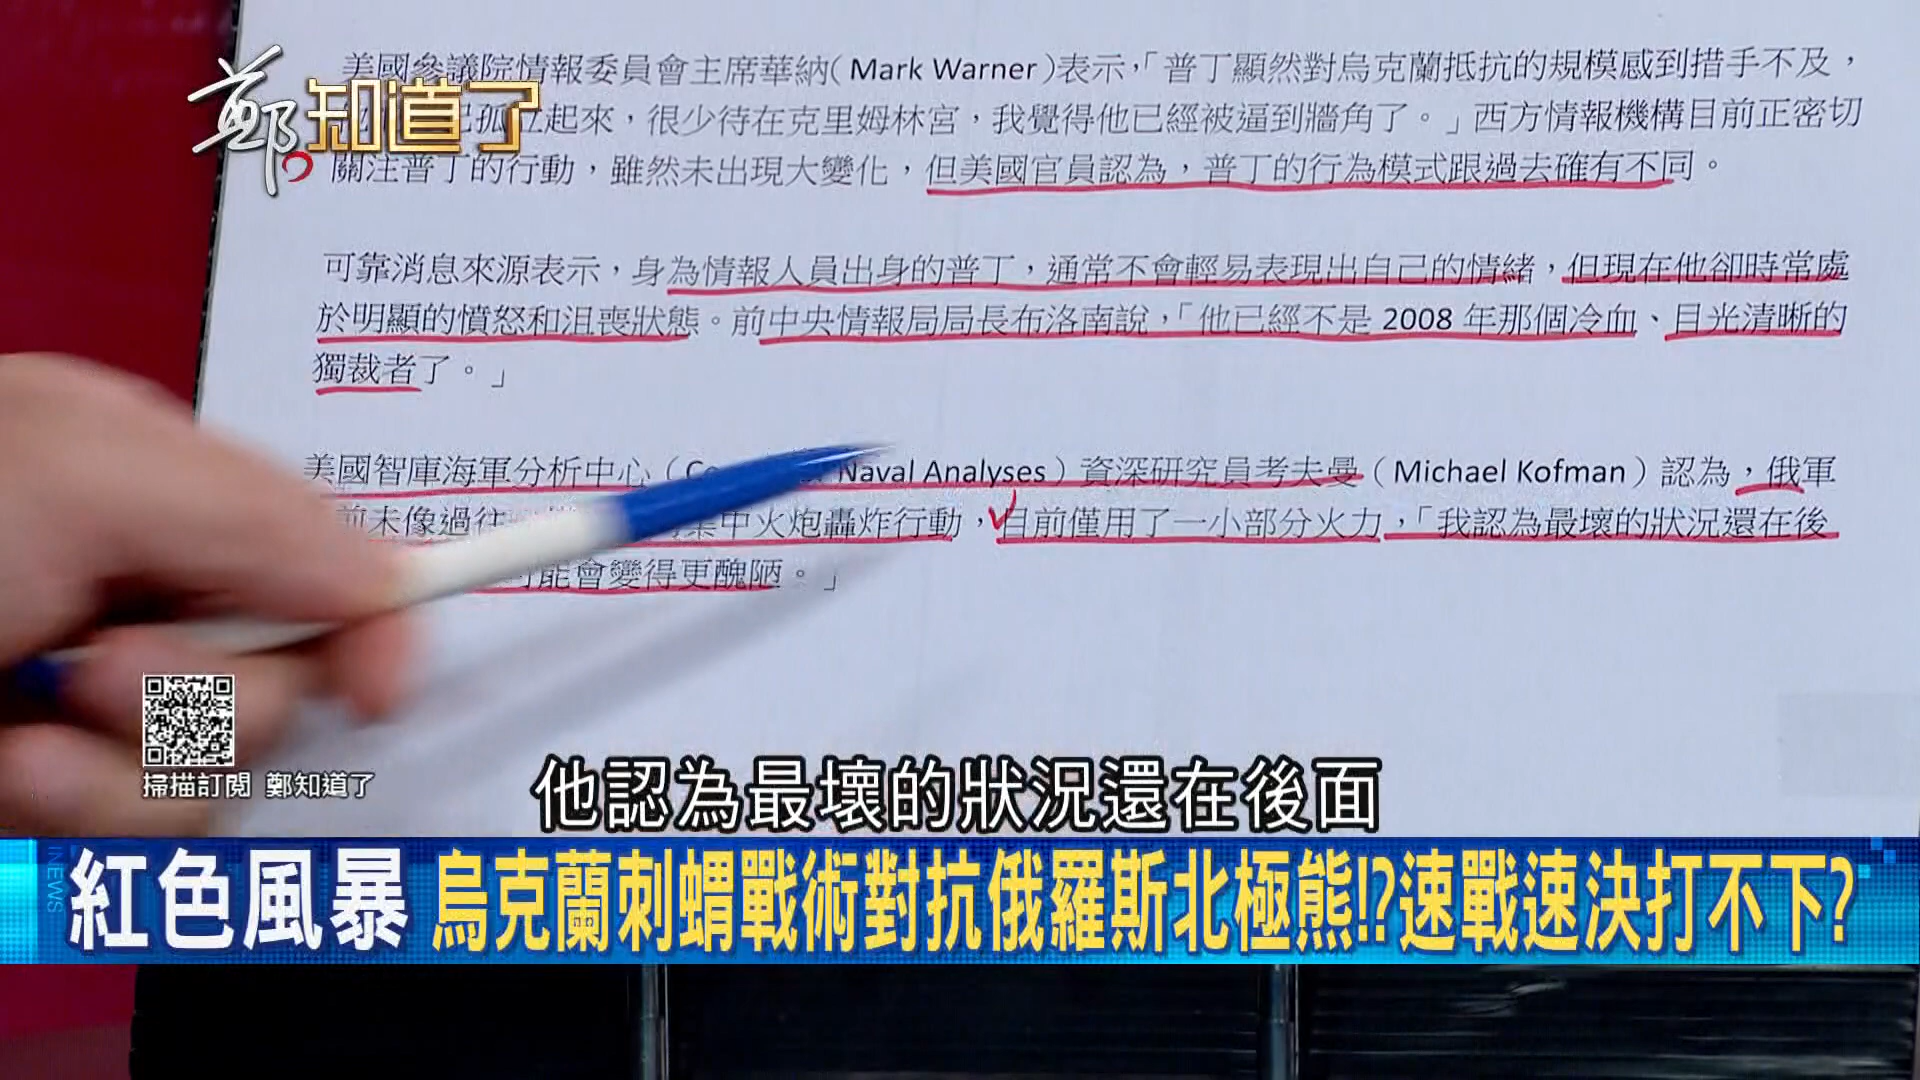 美國參議院情報委員會主席華納(Mark Warner)表示,「普丁顯然對烏克蘭抵抗的規模感到措手不及,
鄭知道了
孤立起來,很少待在克里姆林宮,我覺得他已經被逼到牆角了。」西方情報機構目前正密切
關注普丁的行動,雖然未出現大變化,但美國官員認為,普丁的行為模式跟過去確有不同。
可靠消息來源表示,身為情報人員出身的普丁,通常不會輕易表現出自己的情緒,但現在他卻時常處
於明顯的憤怒和沮喪狀態。前中央情報局局長布洛南說,「他已經不是 2008 年那個冷血、目光清晰的
獨裁者了。」
美國智庫海軍分析中心(Naval Analyses)資深研究員考夫曼(Michael Kofman)認為,俄軍
前未像過往集中火炮轟炸行動,目前僅用了一小部分火力,「我認為最壞的狀況還在後
可能會變得更醜陋。」
掃描訂閱 鄭知道了
他認為最壞的狀況還在後面
NEWS
紅色風暴 烏克蘭刺蝟戰術對抗俄羅斯北極熊!?速戰速決打不下?